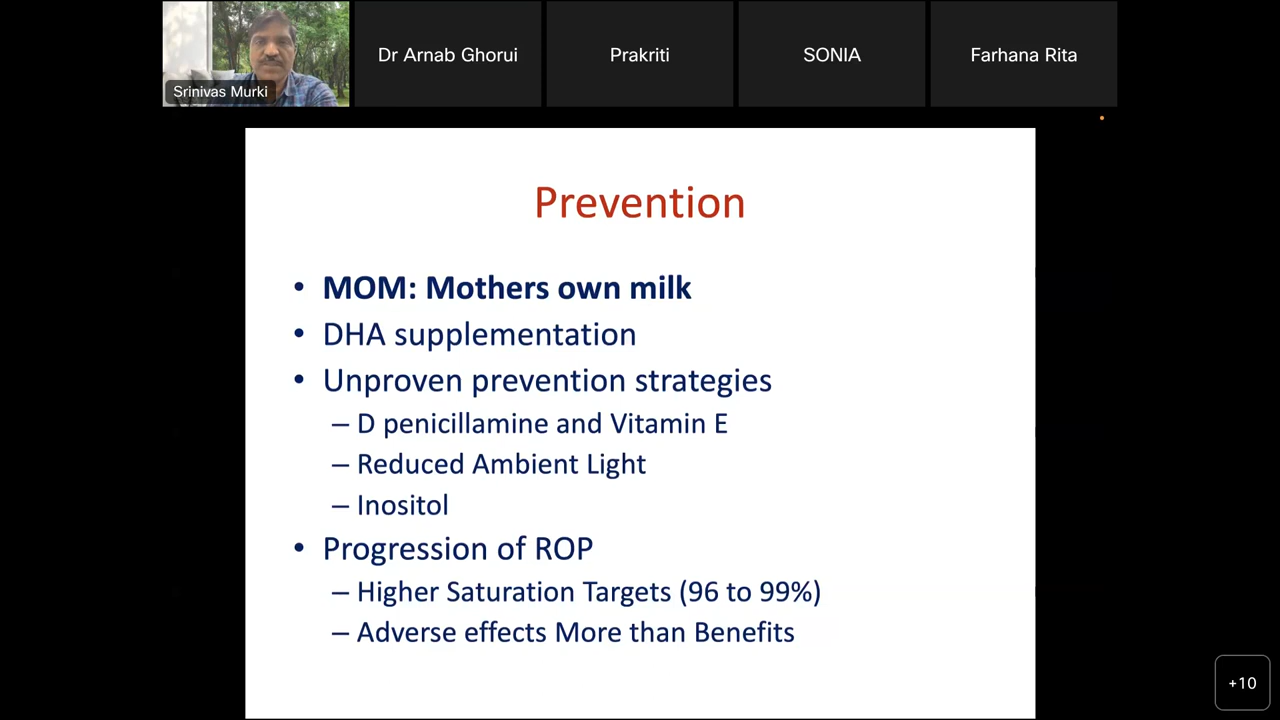 Srinivas Murki
Dr Arnab Ghorui
Prakriti
SONIA
Farhana Rita
Prevention
• MOM: Mothers own milk
• DHA supplementation
• Unproven prevention strategies
– D penicillamine and Vitamin E
– Reduced Ambient Light
– Inositol
• Progression of ROP
– Higher Saturation Targets (96 to 99%)
– Adverse effects More than Benefits
+10